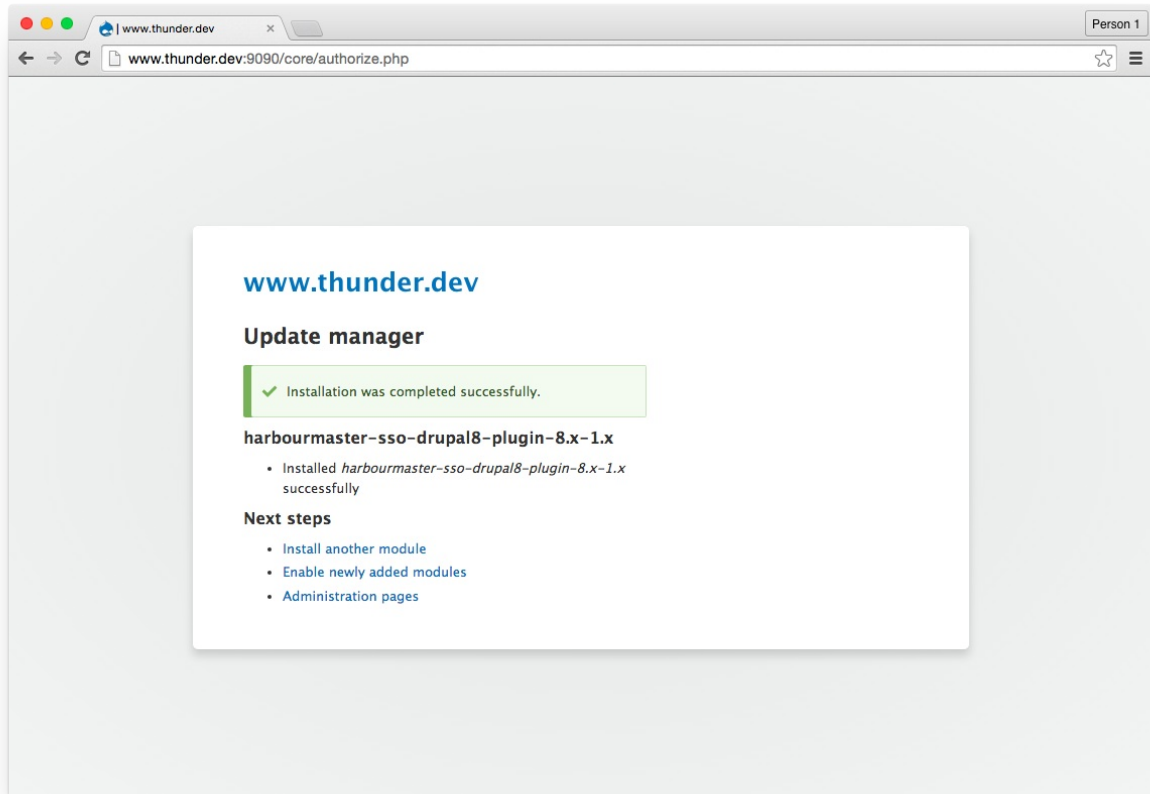 | www.thunder.dev
Person 1
www.thunder.dev:9090/core/authorize.php
www.thunder.dev
Update manager
Installation was completed successfully.
harbourmaster-sso-drupal8-plugin-8.x-1.x
Installed harbourmaster-sso-drupal8-plugin-8.x-1.x
successfully
Next steps
Install another module
Enable newly added modules
Administration pages